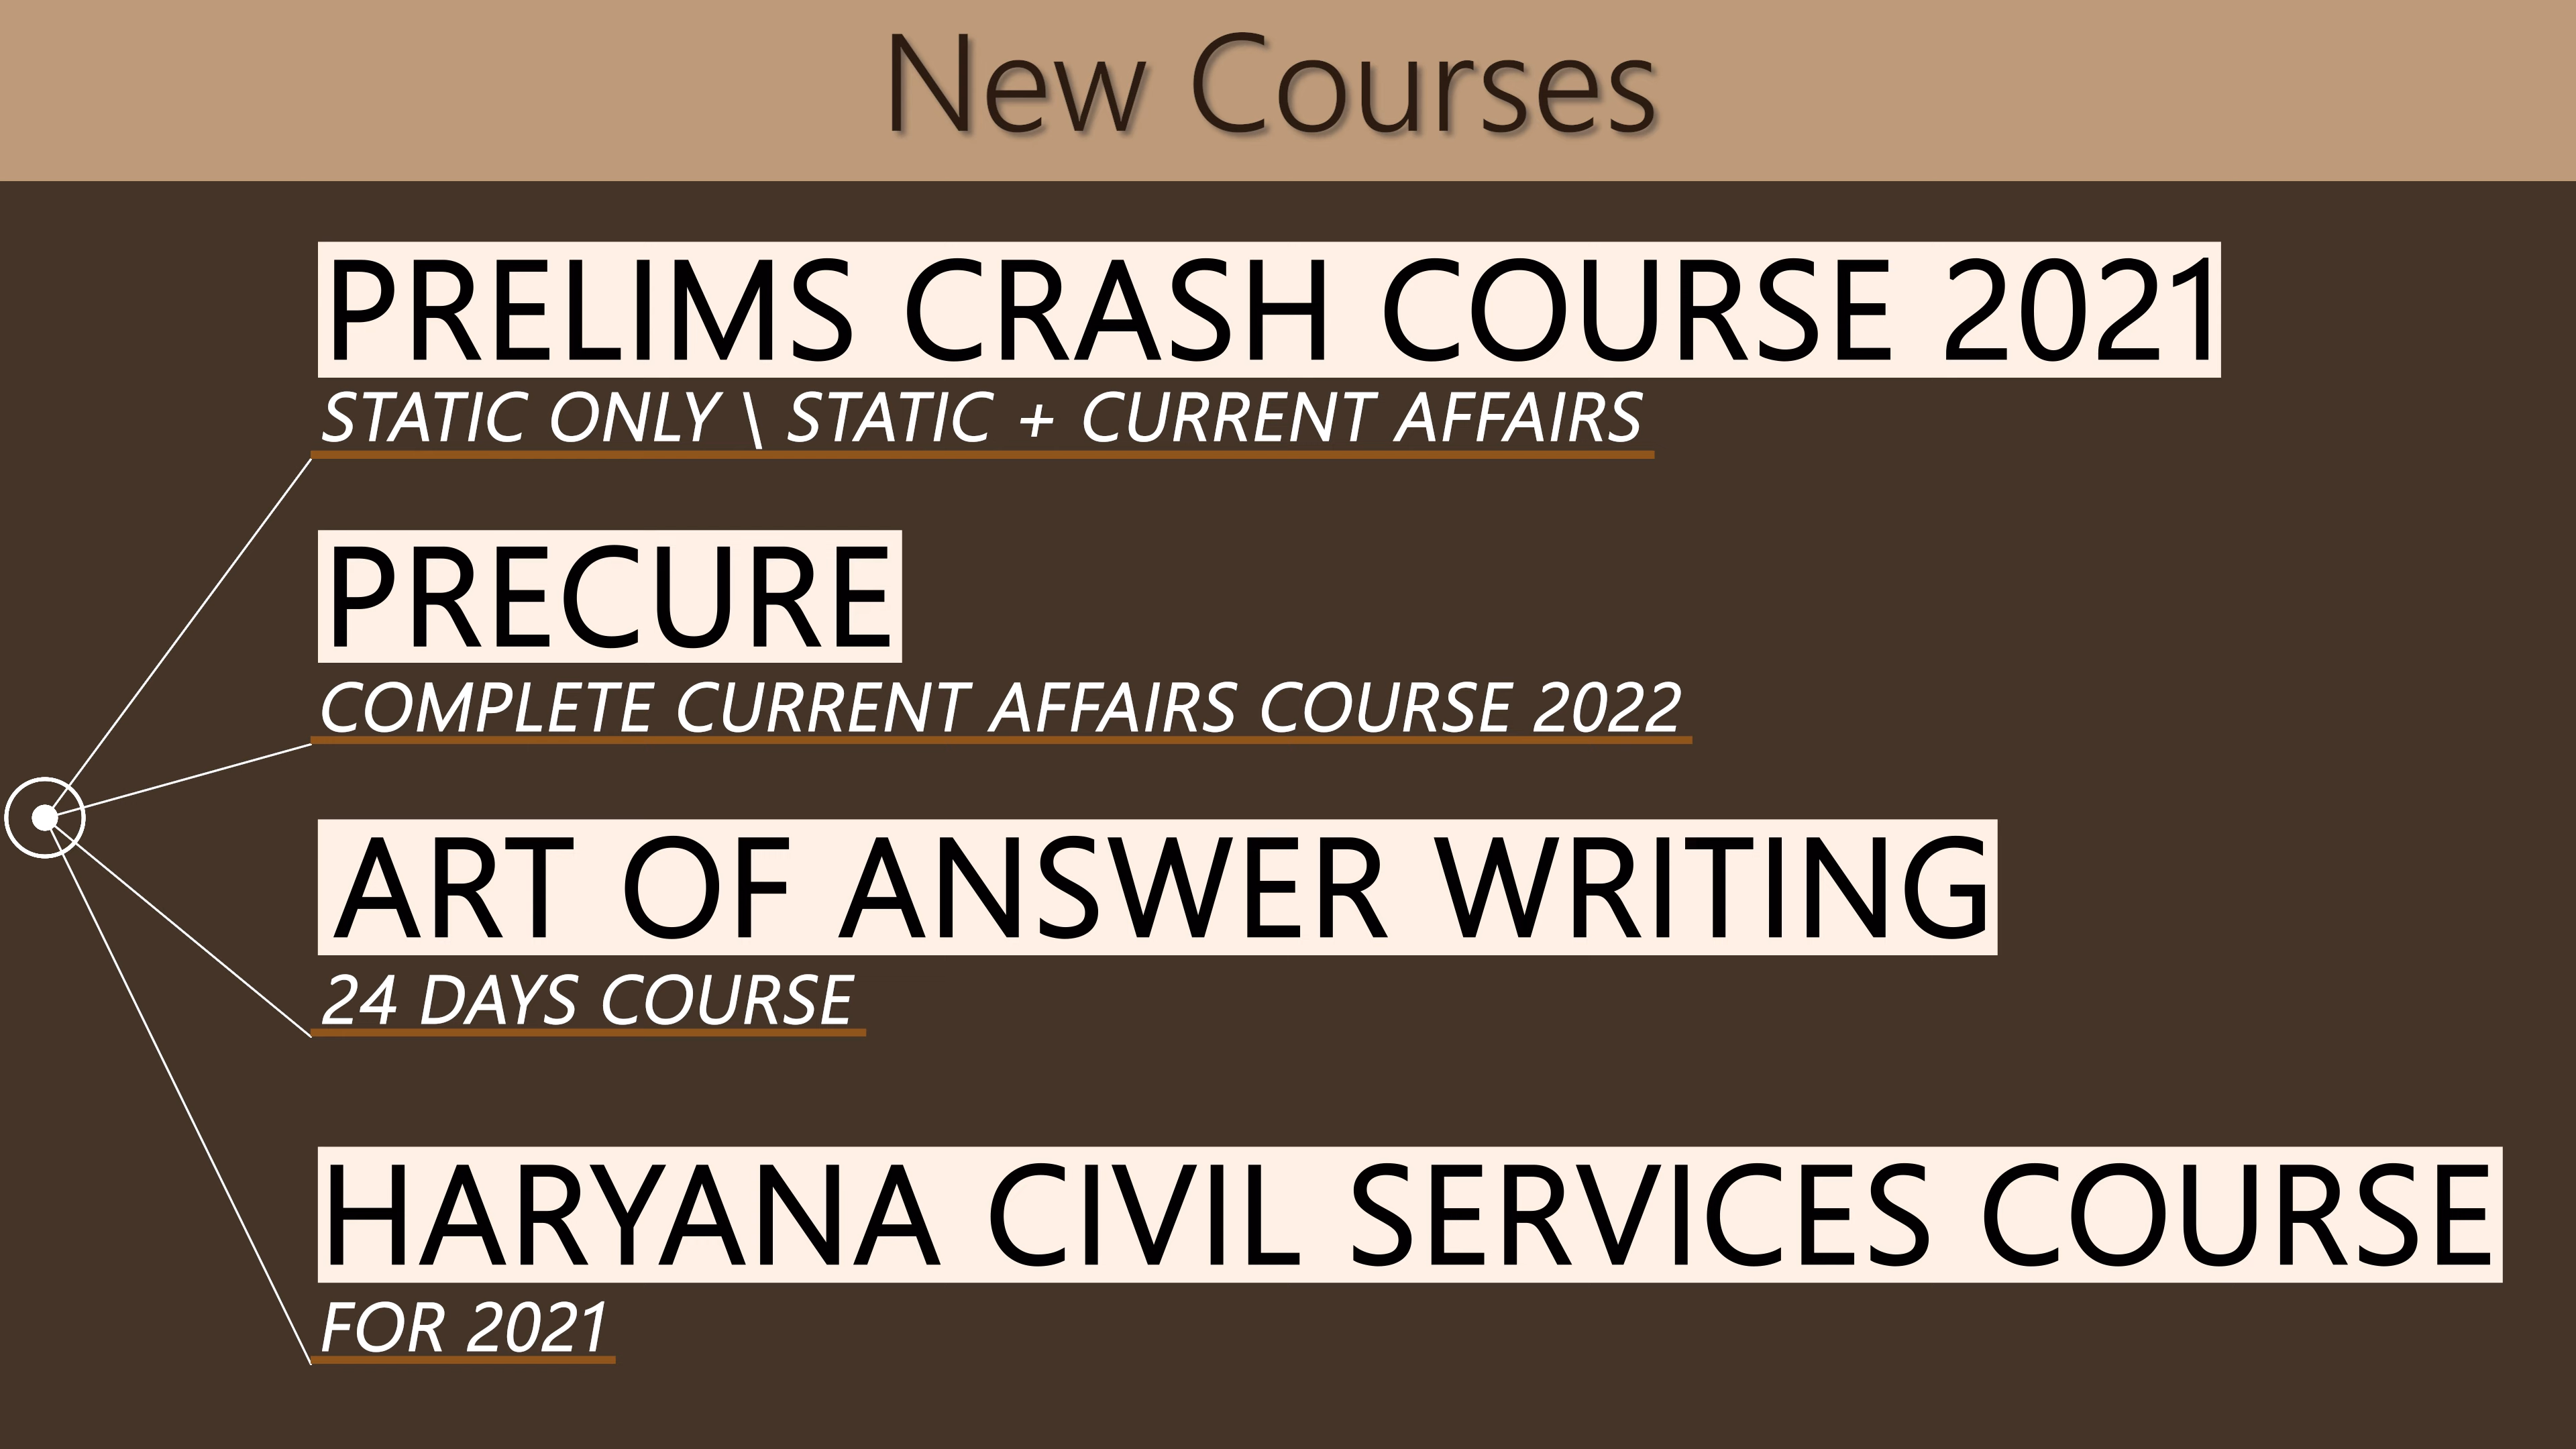 New Courses
PRELIMS CRASH COURSE 2021
STATIC ONLY \ STATIC + CURRENT AFFAIRS
PRECURE
COMPLETE CURRENT AFFAIRS COURSE 2022
ART OF ANSWER WRITING
24 DAYS COURSE
HARYANA CIVIL SERVICES COURSE
FOR 2021